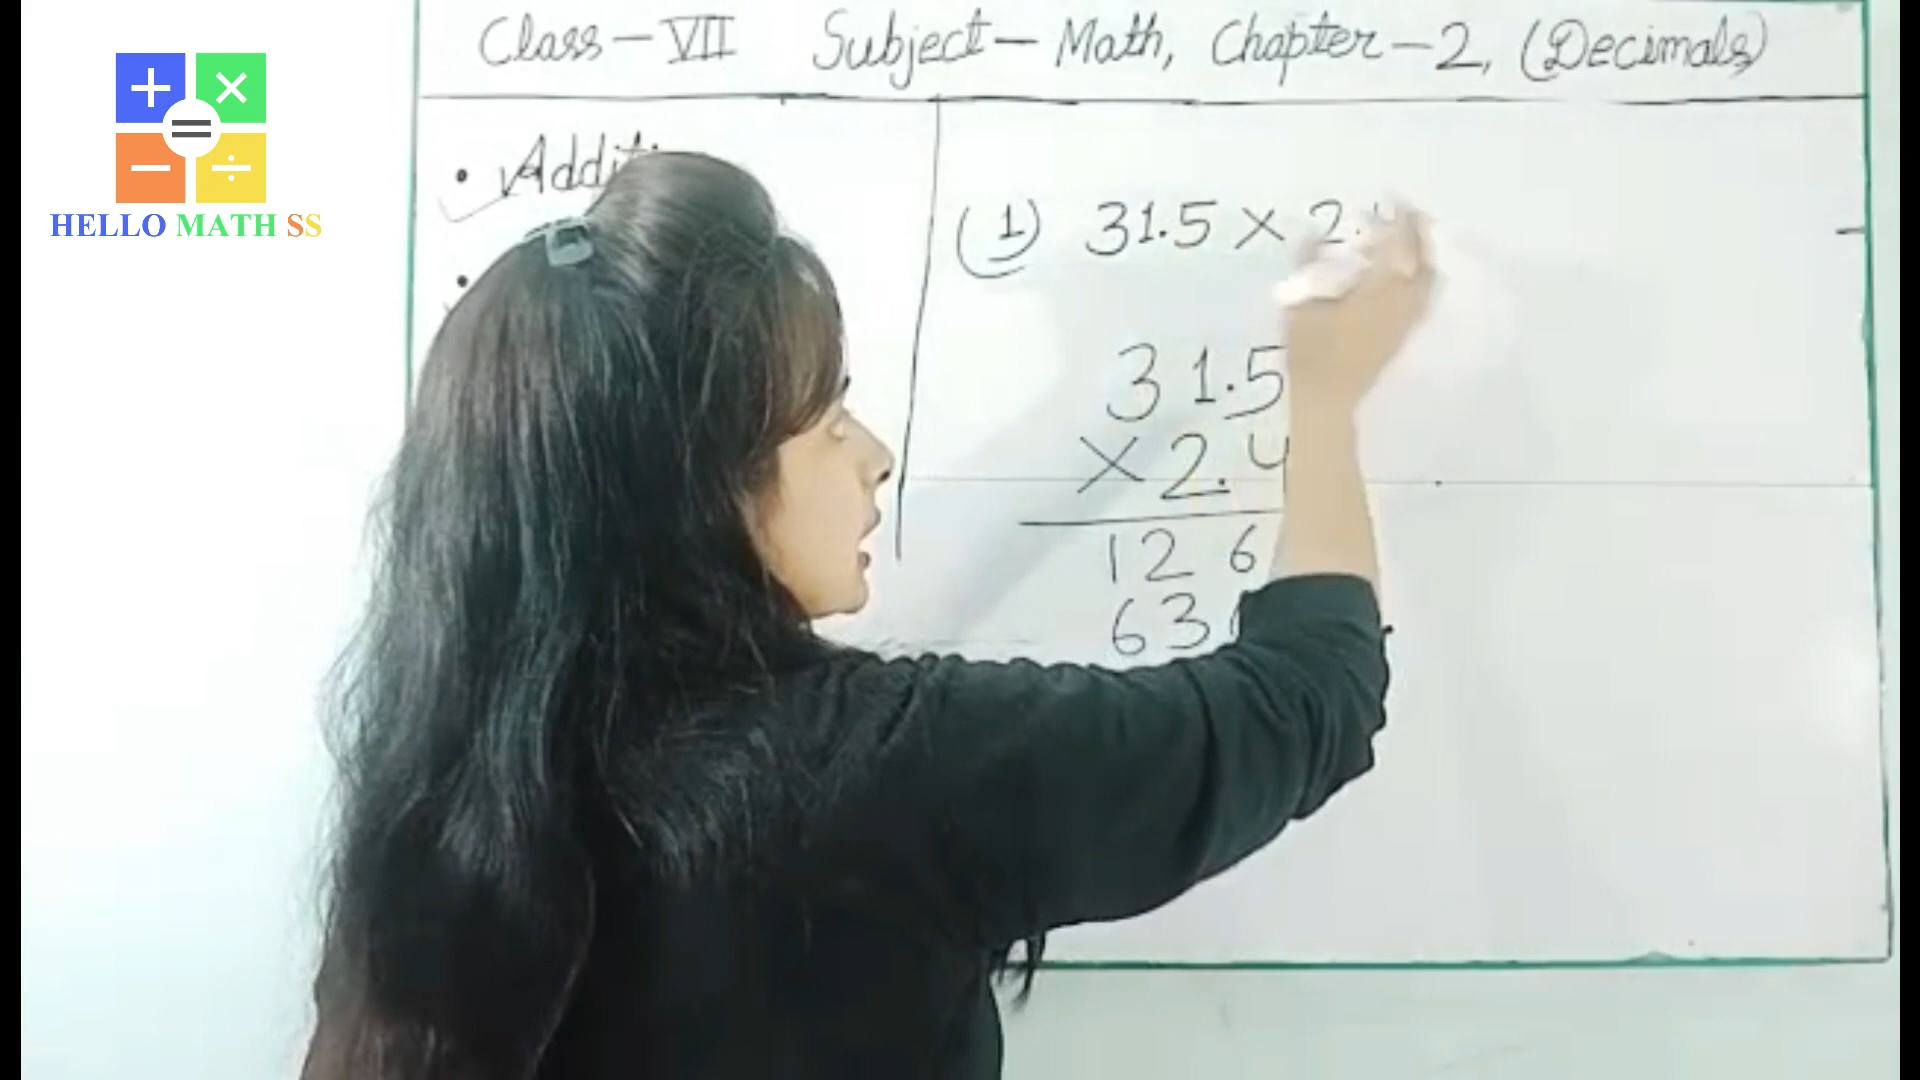 Class - VII Subject - Math, Chapter - 2, (Decimals)
HELLO MATH SS
(1) 31.5 × 2.4
31.5
× 2.4
12 6
63